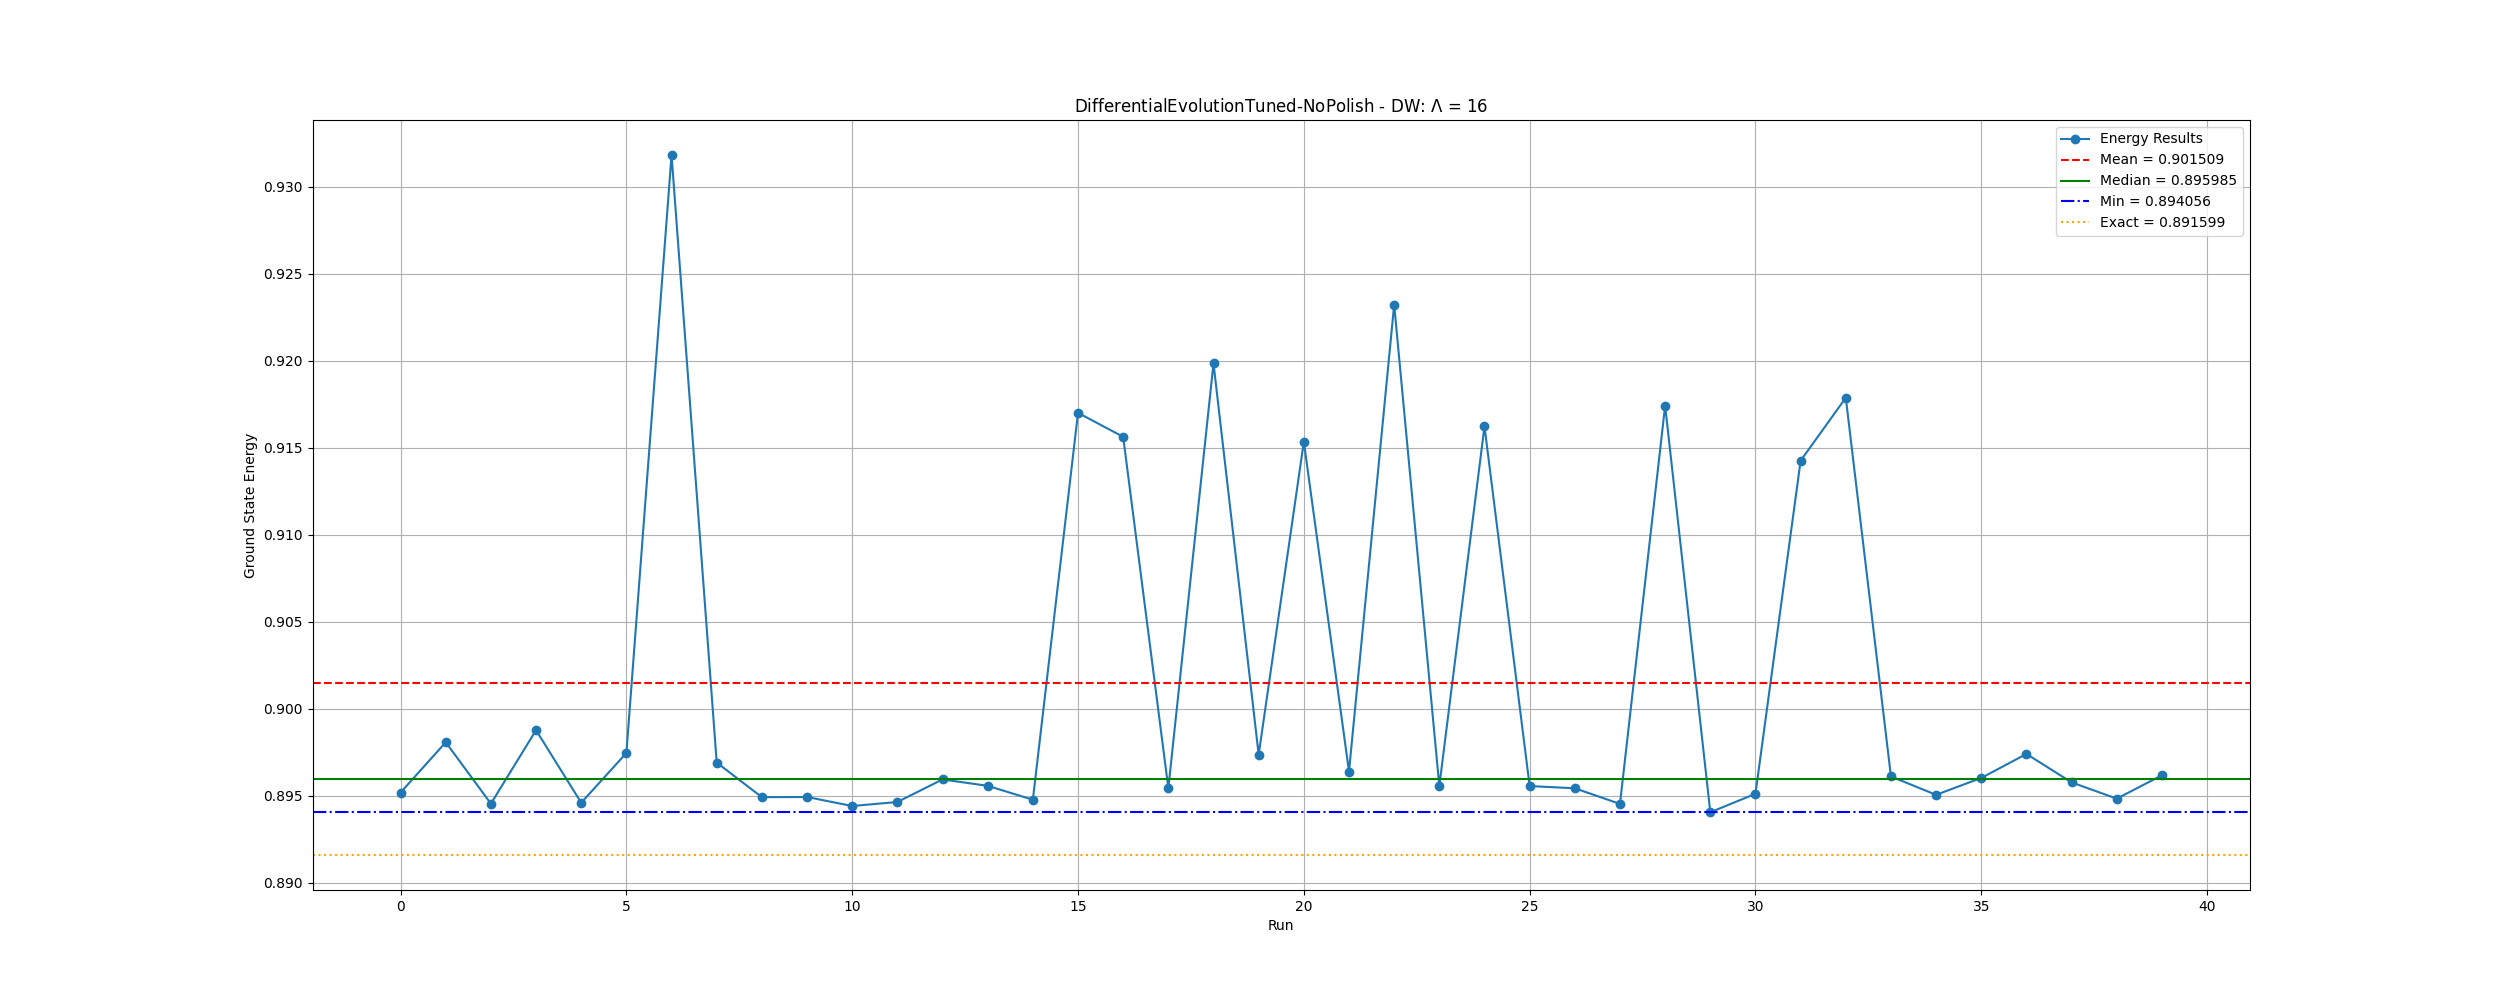 DifferentialEvolutionTuned-NoPolish - DW: Λ = 16
Energy Results
Mean = 0.901509
Median = 0.895985
Min = 0.894056
Exact = 0.891599
Ground State Energy
0.930
0.925
0.920
0.915
0.910
0.905
0.900
0.895
0.890
0 5 10 15 20 25 30 35 40
Run